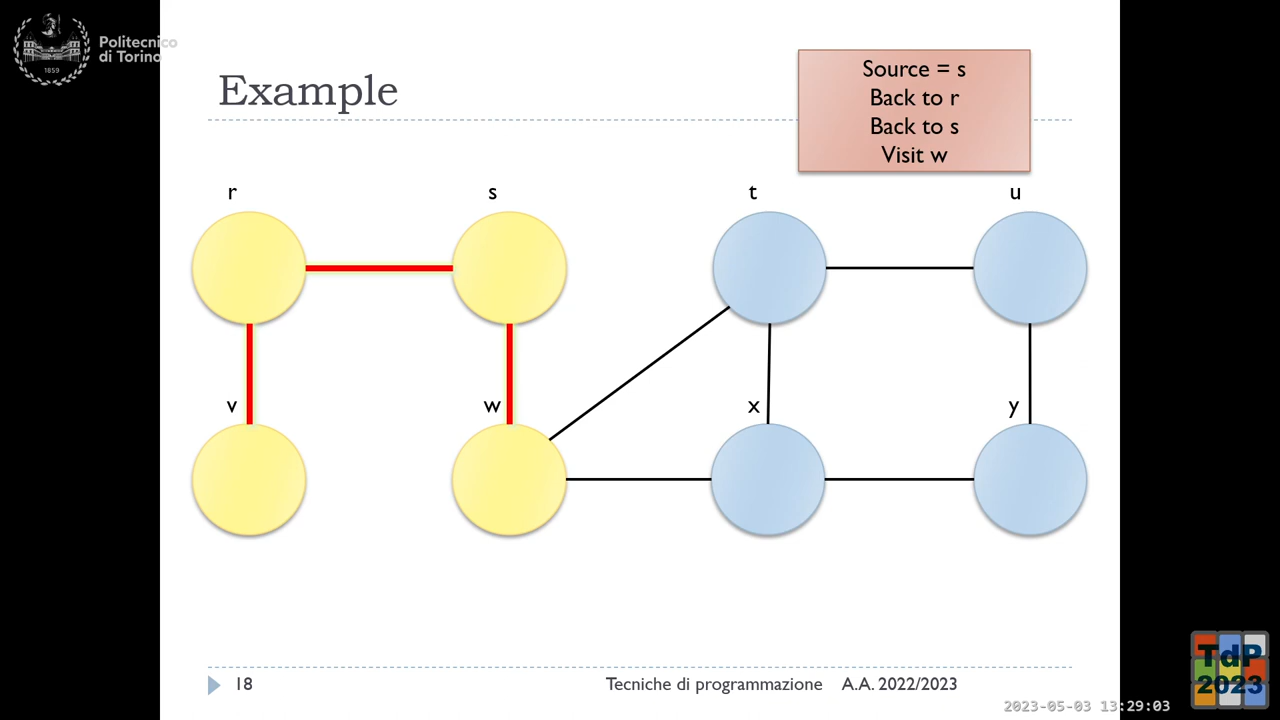 Politecnico
di Torino
1859
Example
Source = s
Back to r
Back to s
Visit w
r
s
t
u
v
w
x
y
18
Tecniche di programmazione A.A. 2022/2023
TdP
2023
2023-05-03 13:29:03